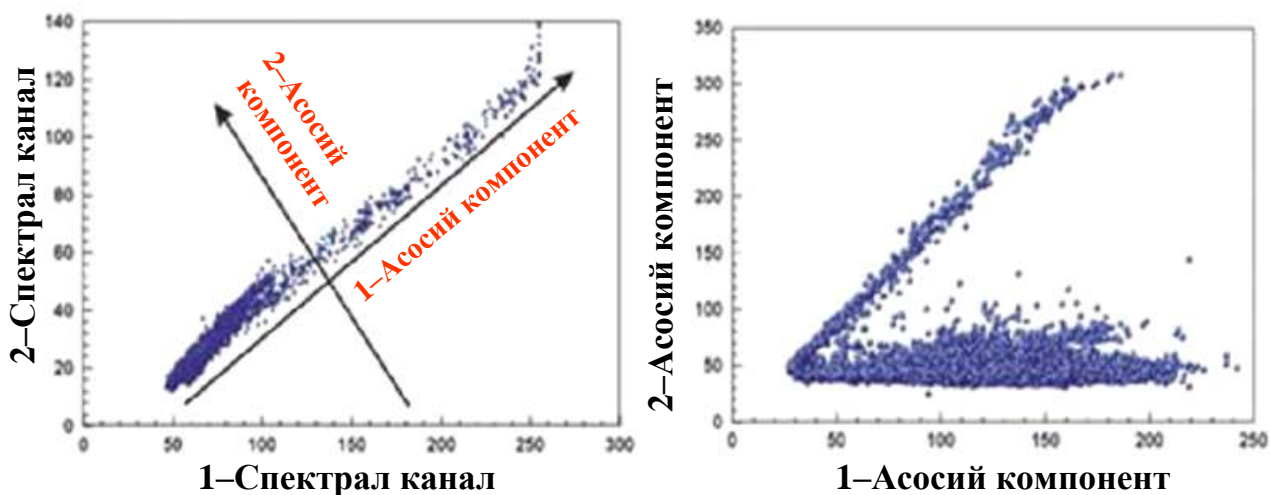 2–Спектрал канал
140
120
100
80
60
40
20
0
0 50 100 150 200 250 300
1–Спектрал канал
2–Асосий
компонент
1–Асосий компонент
2–Асосий компонент
350
300
250
200
150
100
50
0
0 50 100 150 200 250
1–Асосий компонент